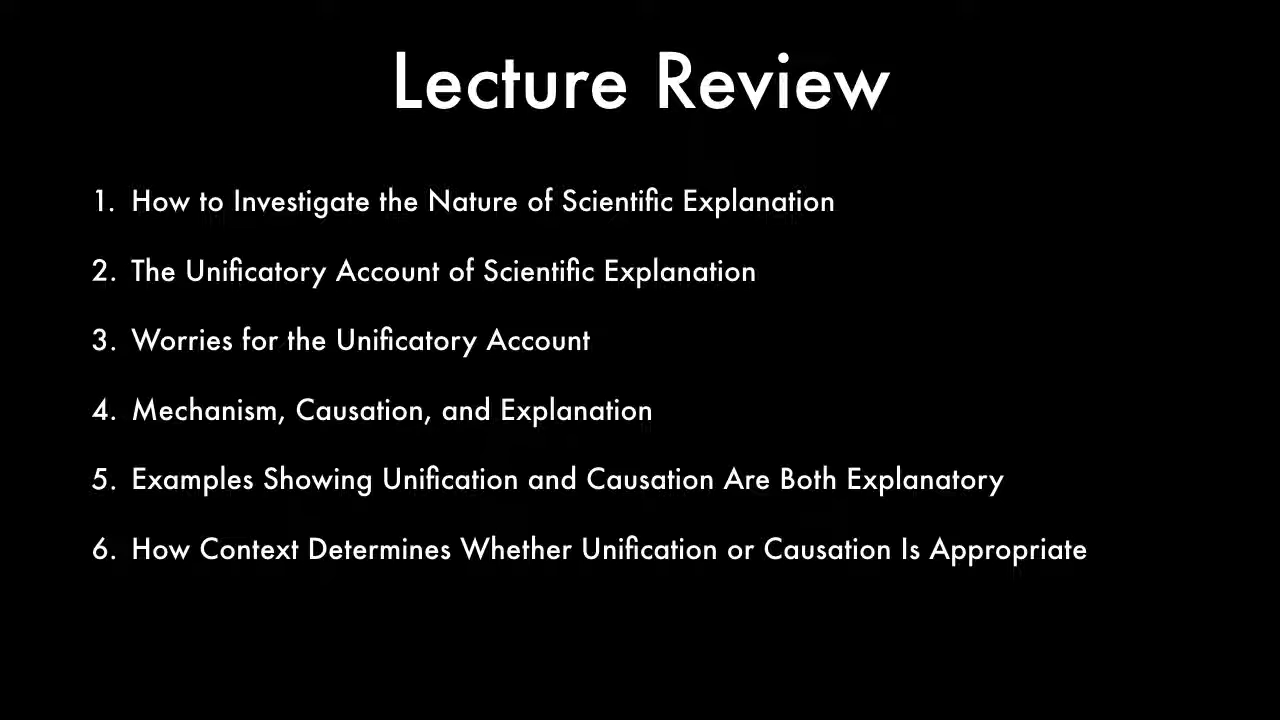 Lecture Review
1. How to Investigate the Nature of Scientific Explanation
2. The Unificatory Account of Scientific Explanation
3. Worries for the Unificatory Account
4. Mechanism, Causation, and Explanation
5. Examples Showing Unification and Causation Are Both Explanatory
6. How Context Determines Whether Unification or Causation Is Appropriate